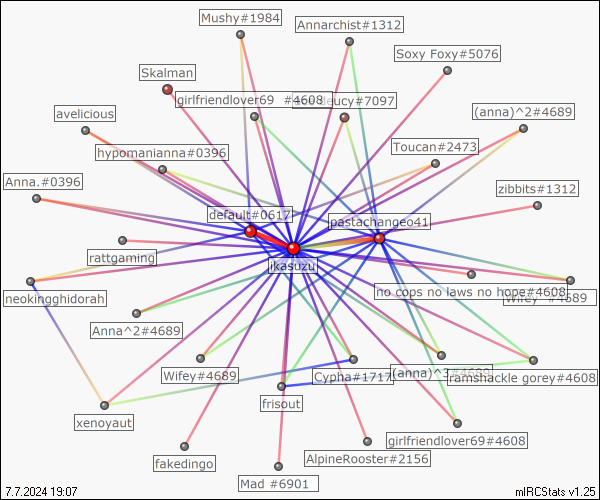 Mushy#1984
Annarchist#1312
Soxy Foxy#5076
Skalman
girlfriendlover69 #4608
deucy#7097
avelicious
(anna)^2#4689
hypomanianna#0396
Toucan#2473
Anna.#0396
zibbits#1312
default#0617
pastachangeo41
rattgaming
ikasuzu
no cops no laws no hope#4608
neokingghidorah
Wifey #4689
Anna^2#4689
Wifey#4689
Cypha#1717
(anna)^3#4689
ramshackle gorey#4608
frisout
xenoyaut
girlfriendlover69#4608
fakedingo
AlpineRooster#2156
Mad #6901
7.7.2024 19:07
mIRCStats v1.25